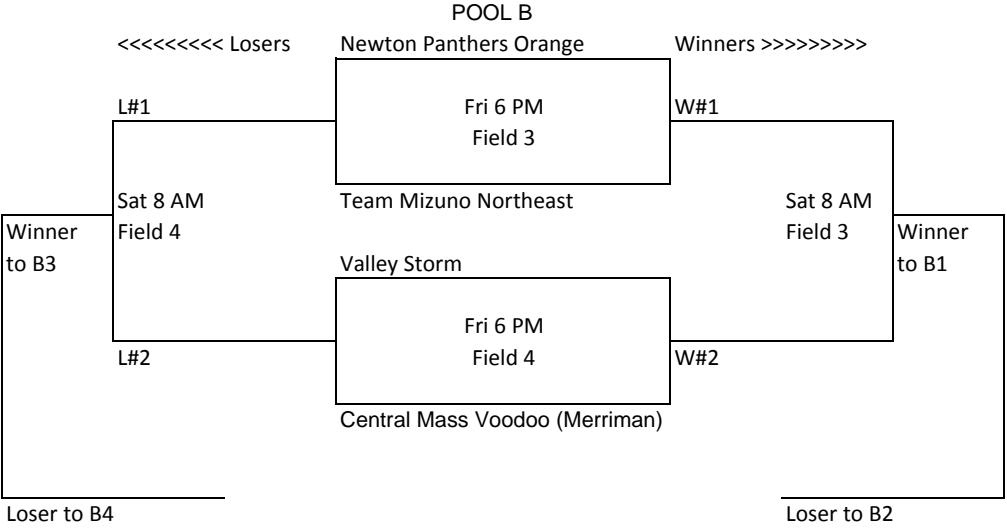 POOL B
<<<<<<<<< Losers
Newton Panthers Orange
Winners >>>>>>>>>
L#1
Fri 6 PM
Field 3
W#1
Sat 8 AM
Field 4
Team Mizuno Northeast
Sat 8 AM
Field 3
Winner
to B3
Winner
to B1
Valley Storm
L#2
Fri 6 PM
Field 4
W#2
Central Mass Voodoo (Merriman)
Loser to B4
Loser to B2